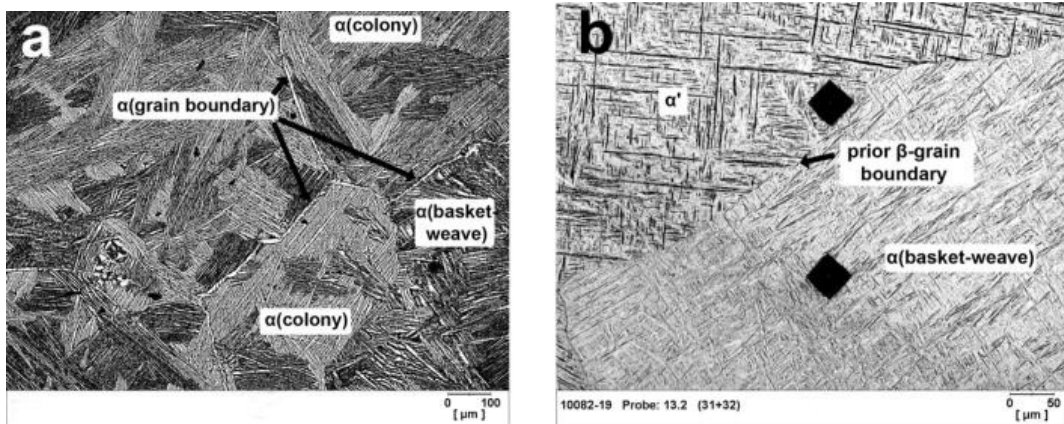 a
α(colony)
α(grain boundary)
α(basket-
weave)
α(colony)
0 100
[ µm ]
b
α'
prior β-grain
boundary
α(basket-weave)
10082-19 Probe: 13.2 (31+32)
0 50
[ µm ]